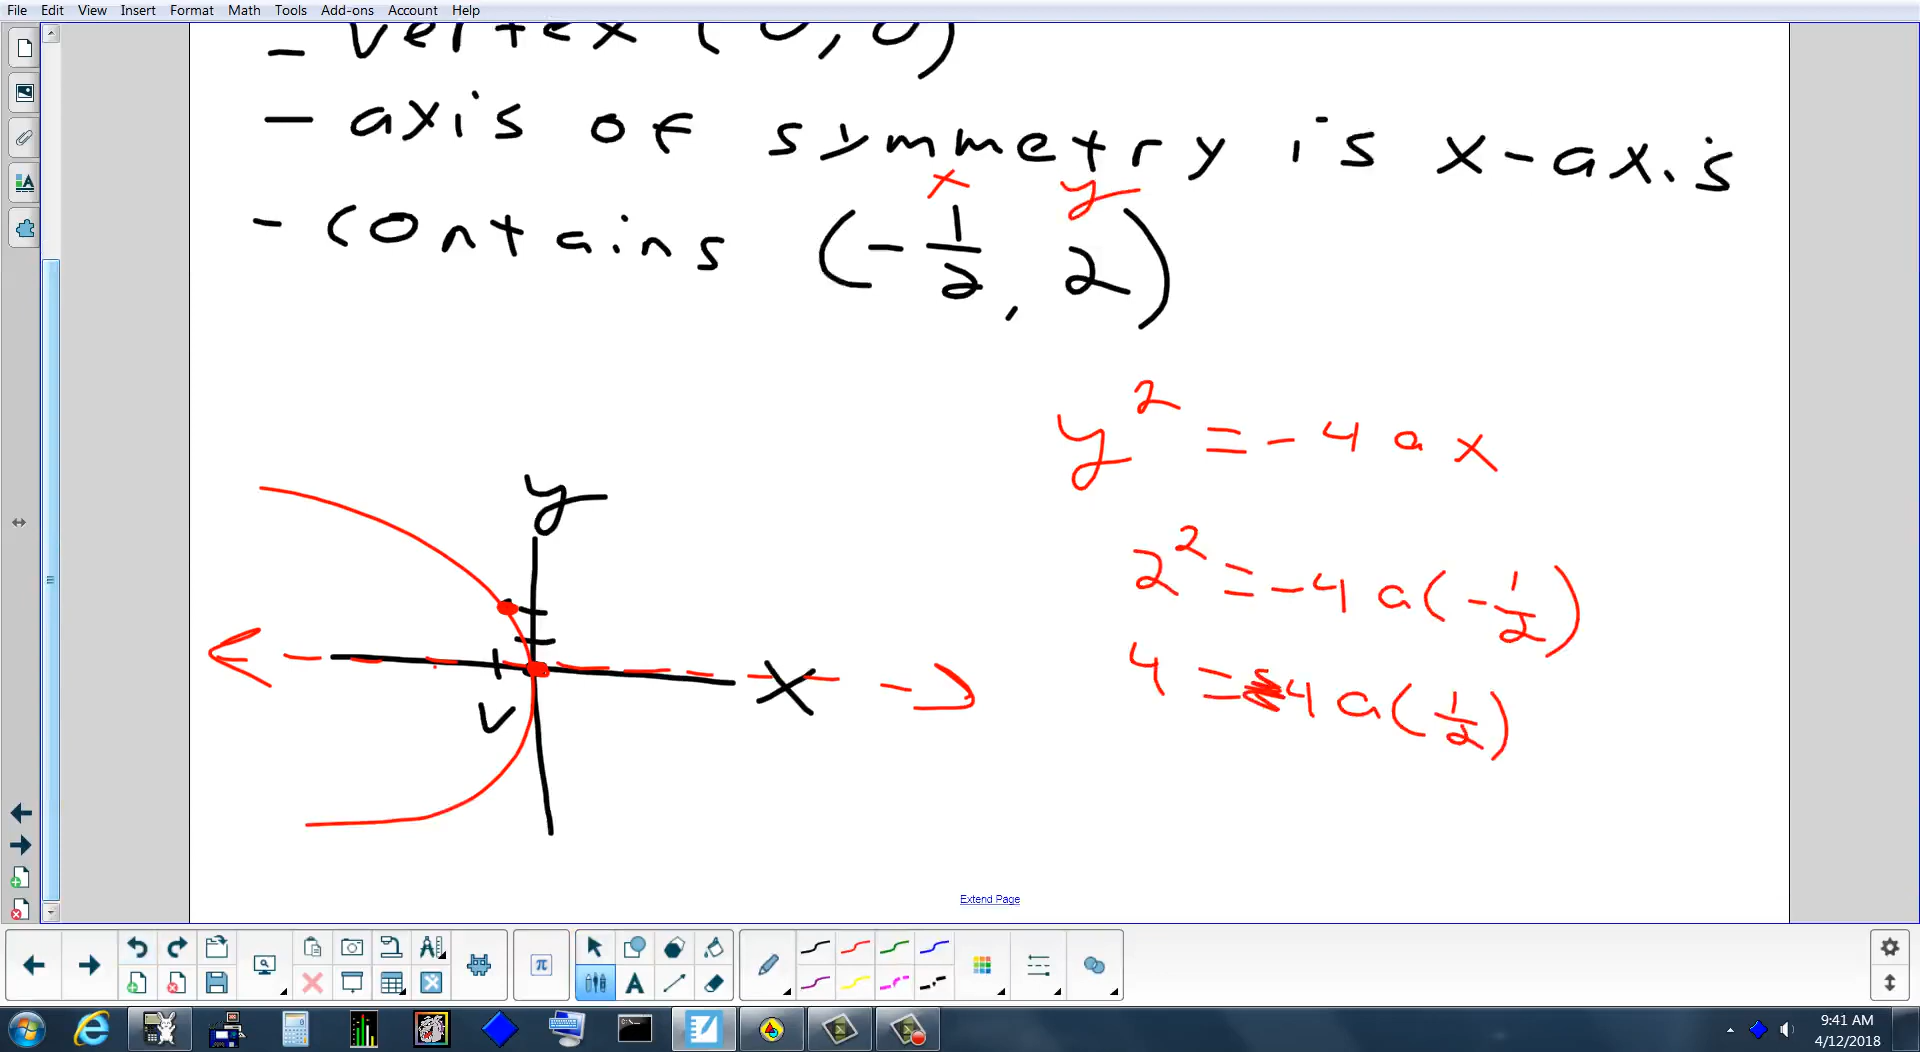 File Edit View Insert Format Math Tools Add-ons Account Help
- vertex (0,0)
- axis of symmetry is x-axis
x y
- contains (-1/2, 2)
y² = -4ax
y
2² = -4a(-1/2)
4 = 4a(1/2)
x
v
Extend Page
π
A
9:41 AM
4/12/2018